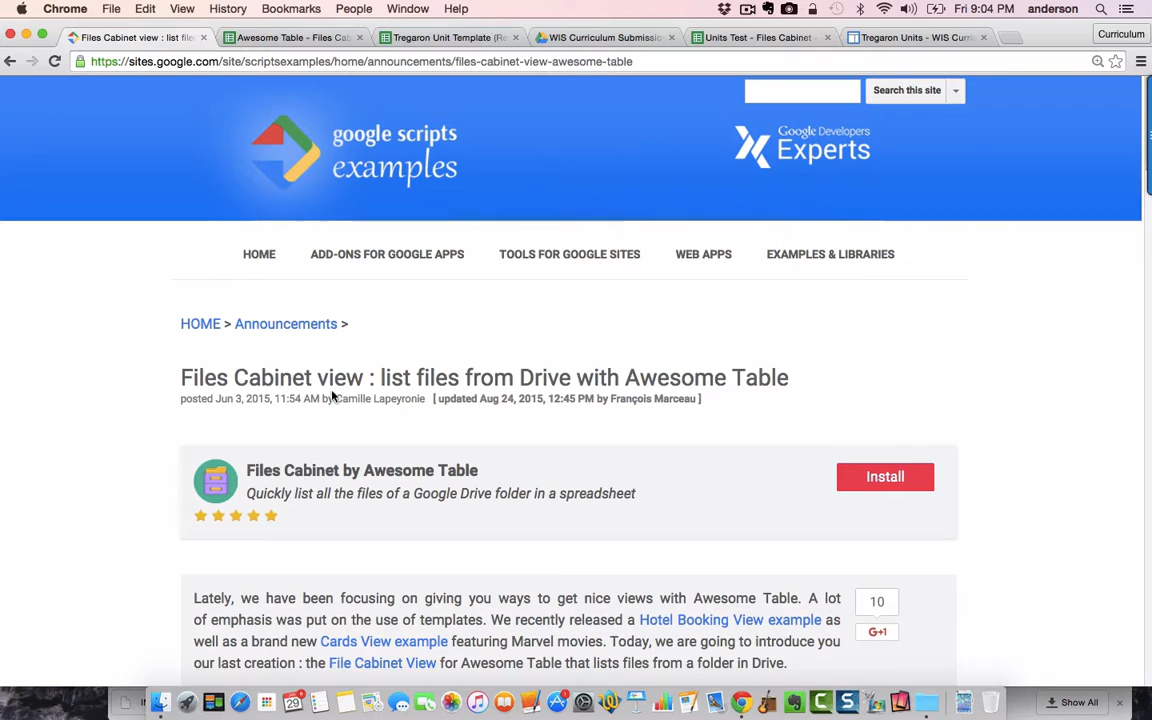 Chrome File Edit View History Bookmarks People Window Help Fri 9:04 PM anderson
Files Cabinet view : list file Awesome Table - Files Cab Tregaron Unit Template (Re WIS Curriculum Submissio Units Test - Files Cabinet - Tregaron Units - WIS Curric Curriculum
https://sites.google.com/site/scriptsexamples/home/announcements/files-cabinet-view-awesome-table
Search this site
google scripts
examples
Google Developers
Experts
HOME ADD-ONS FOR GOOGLE APPS TOOLS FOR GOOGLE SITES WEB APPS EXAMPLES & LIBRARIES
HOME > Announcements >
Files Cabinet view : list files from Drive with Awesome Table
posted Jun 3, 2015, 11:54 AM by Camille Lapeyronie [ updated Aug 24, 2015, 12:45 PM by François Marceau ]
Files Cabinet by Awesome Table
Install
Quickly list all the files of a Google Drive folder in a spreadsheet
Lately, we have been focusing on giving you ways to get nice views with Awesome Table. A lot
of emphasis was put on the use of templates. We recently released a Hotel Booking View example
as well as a brand new Cards View example featuring Marvel movies. Today, we are going to introduce you
our last creation : the File Cabinet View for Awesome Table that lists files from a folder in Drive.
10
G+1
29
Show All